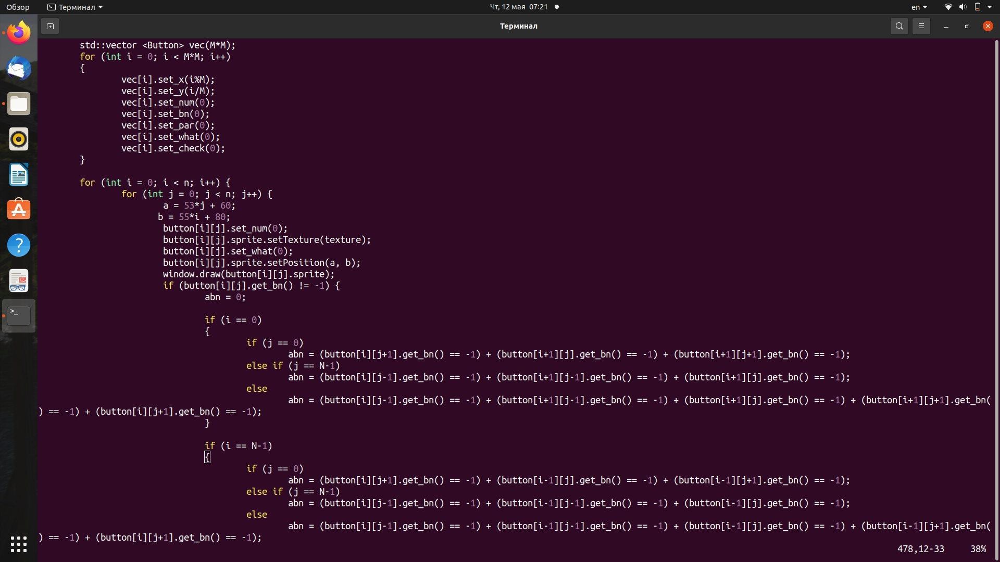 Обзор
Терминал
Чт, 12 мая 07:21
en
Терминал
std::vector <Button> vec(M*M);
for (int i = 0; i < M*M; i++)
{
vec[i].set_x(i%M);
vec[i].set_y(i/M);
vec[i].set_num(0);
vec[i].set_bn(0);
vec[i].set_par(0);
vec[i].set_what(0);
vec[i].set_check(0);
}
for (int i = 0; i < n; i++) {
for (int j = 0; j < n; j++) {
a = 53*j + 60;
b = 55*i + 80;
button[i][j].set_num(0);
button[i][j].sprite.setTexture(texture);
button[i][j].set_what(0);
button[i][j].sprite.setPosition(a, b);
window.draw(button[i][j].sprite);
if (button[i][j].get_bn() != -1) {
abn = 0;
if (i == 0)
{
if (j == 0)
abn = (button[i][j+1].get_bn() == -1) + (button[i+1][j].get_bn() == -1) + (button[i+1][j+1].get_bn() == -1);
else if (j == N-1)
abn = (button[i][j-1].get_bn() == -1) + (button[i+1][j-1].get_bn() == -1) + (button[i+1][j].get_bn() == -1);
else
abn = (button[i][j-1].get_bn() == -1) + (button[i+1][j-1].get_bn() == -1) + (button[i+1][j].get_bn() == -1) + (button[i+1][j+1].get_bn(
) == -1) + (button[i][j+1].get_bn() == -1);
}
if (i == N-1)
{
if (j == 0)
abn = (button[i][j+1].get_bn() == -1) + (button[i-1][j].get_bn() == -1) + (button[i-1][j+1].get_bn() == -1);
else if (j == N-1)
abn = (button[i][j-1].get_bn() == -1) + (button[i-1][j-1].get_bn() == -1) + (button[i-1][j].get_bn() == -1);
else
abn = (button[i][j-1].get_bn() == -1) + (button[i-1][j-1].get_bn() == -1) + (button[i-1][j].get_bn() == -1) + (button[i-1][j+1].get_bn(
) == -1) + (button[i][j+1].get_bn() == -1);
478,12-33 38%